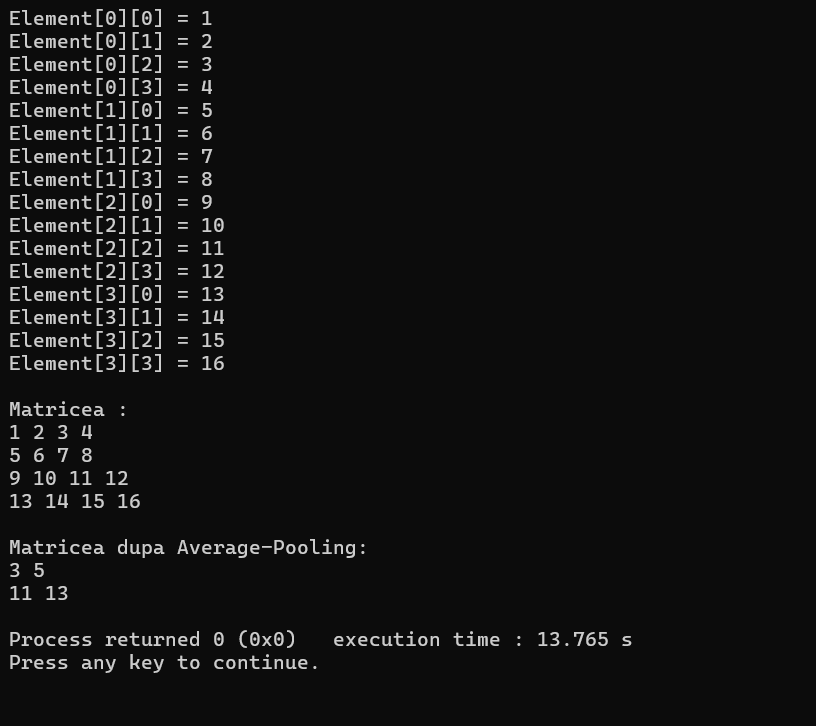 Element[0][0] = 1
Element[0][1] = 2
Element[0][2] = 3
Element[0][3] = 4
Element[1][0] = 5
Element[1][1] = 6
Element[1][2] = 7
Element[1][3] = 8
Element[2][0] = 9
Element[2][1] = 10
Element[2][2] = 11
Element[2][3] = 12
Element[3][0] = 13
Element[3][1] = 14
Element[3][2] = 15
Element[3][3] = 16
Matricea :
1 2 3 4
5 6 7 8
9 10 11 12
13 14 15 16
Matricea dupa Average-Pooling:
3 5
11 13
Process returned 0 (0x0)   execution time : 13.765 s
Press any key to continue.